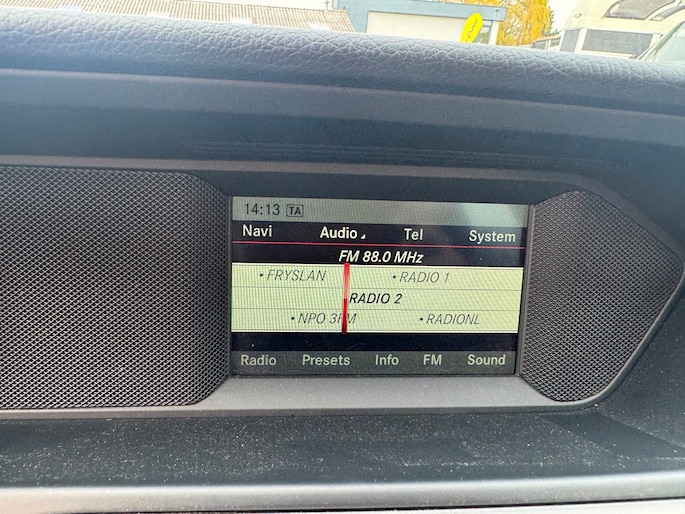 14:13 TA
Navi Audio Tel System
FM 88.0 MHz
• FRYSLAN • RADIO 1
RADIO 2
• NPO 3FM • RADIONL
Radio Presets Info FM Sound